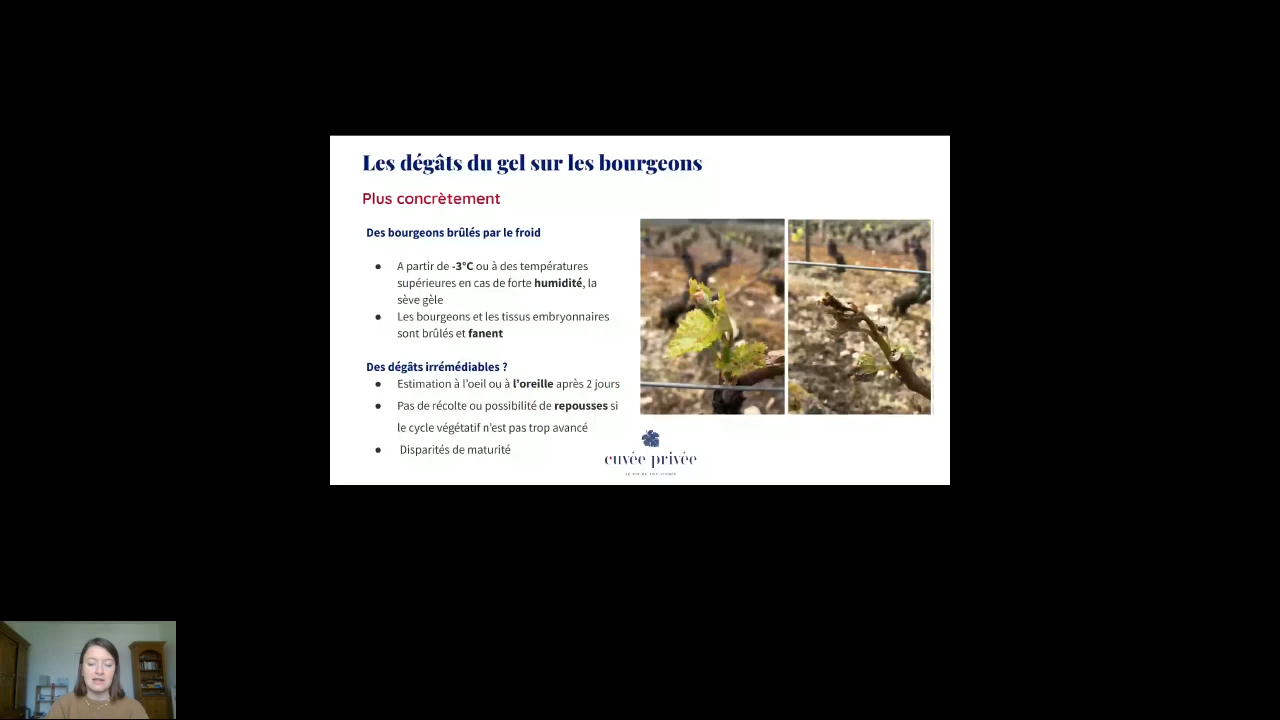 Les dégâts du gel sur les bourgeons
Plus concrètement
Des bourgeons brûlés par le froid
● A partir de -3°C ou à des températures
supérieures en cas de forte humidité, la
sève gèle
● Les bourgeons et les tissus embryonnaires
sont brûlés et fanent
Des dégâts irrémédiables ?
● Estimation à l'oeil ou à l'oreille après 2 jours
● Pas de récolte ou possibilité de repousses si
le cycle végétatif n'est pas trop avancé
● Disparités de maturité
cuvée privée